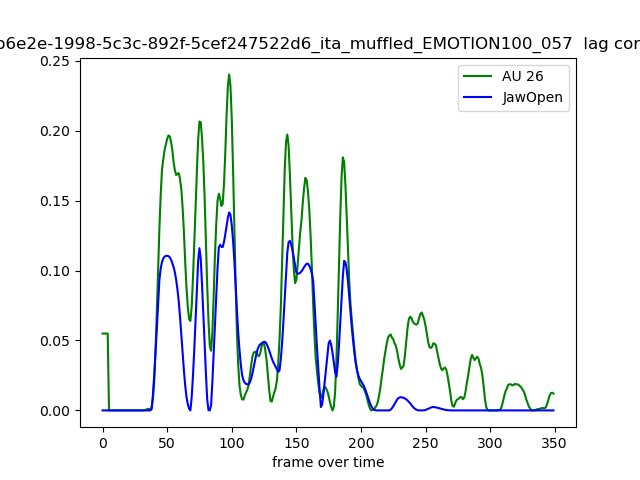 b6e2e-1998-5c3c-892f-5cef247522d6_ita_muffled_EMOTION100_057 lag cor
AU 26
JawOpen
0.25
0.20
0.15
0.10
0.05
0.00
0 50 100 150 200 250 300 350
frame over time